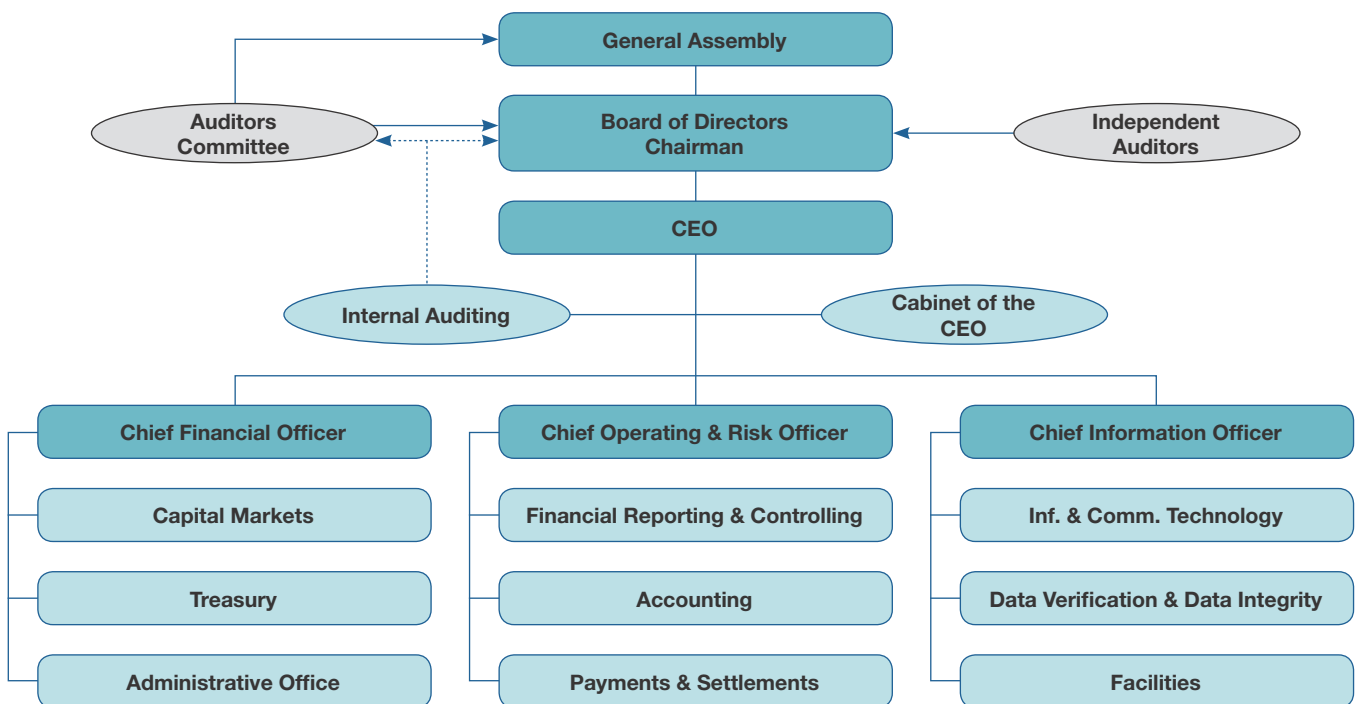 General Assembly
Auditors
Committee
Board of Directors
Chairman
Independent
Auditors
CEO
Internal Auditing
Cabinet of the
CEO
Chief Financial Officer
Chief Operating & Risk Officer
Chief Information Officer
Capital Markets
Financial Reporting & Controlling
Inf. & Comm. Technology
Treasury
Accounting
Data Verification & Data Integrity
Administrative Office
Payments & Settlements
Facilities